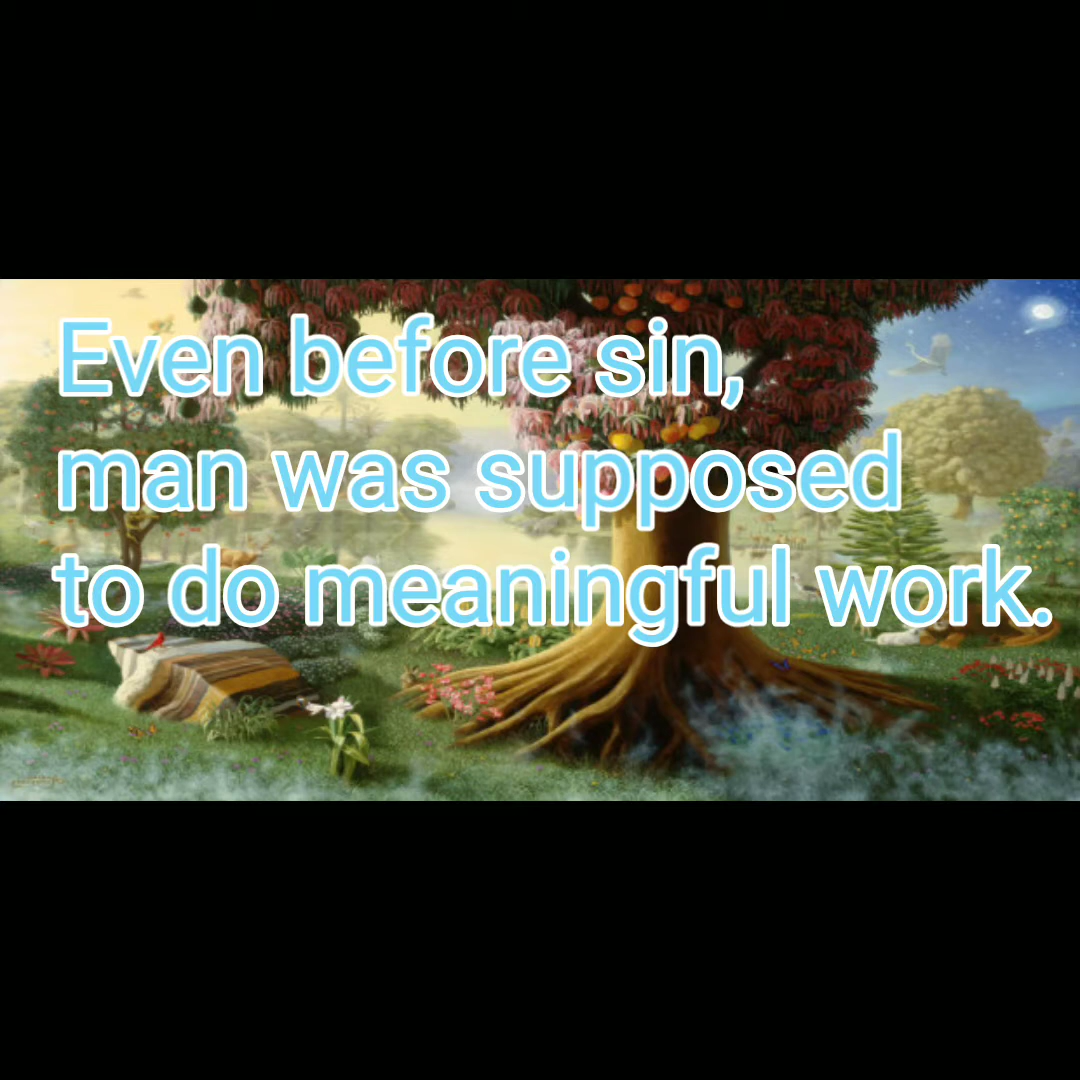 Even before sin,
man was supposed
to do meaningful work.